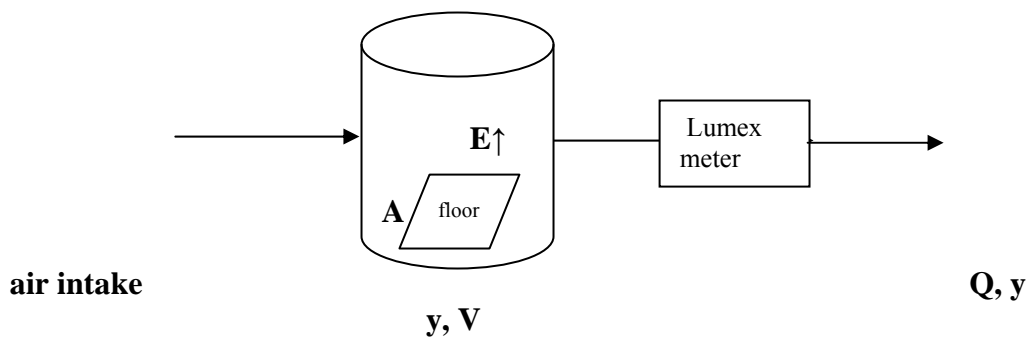 Lumex
meter
E↑
A
floor
air intake
Q, y
y, V